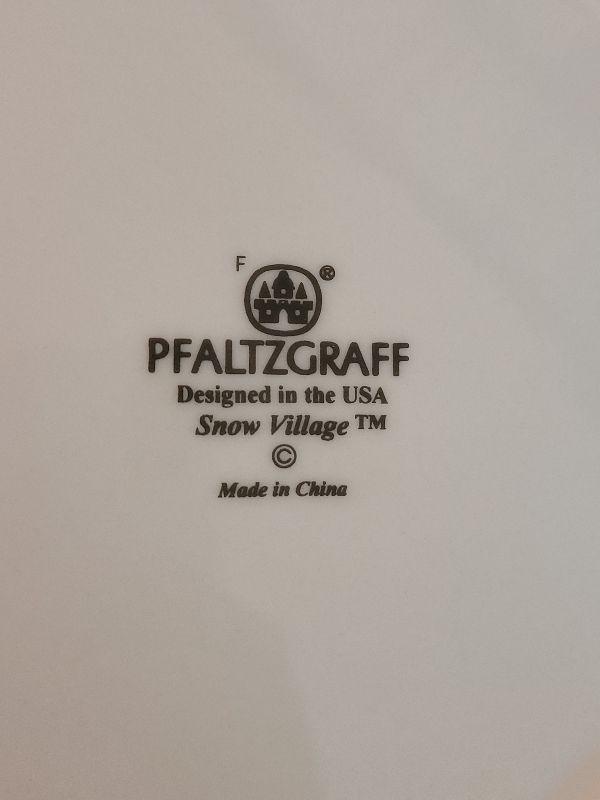 F ®
PFALTZGRAFF
Designed in the USA
Snow Village ™
©
Made in China